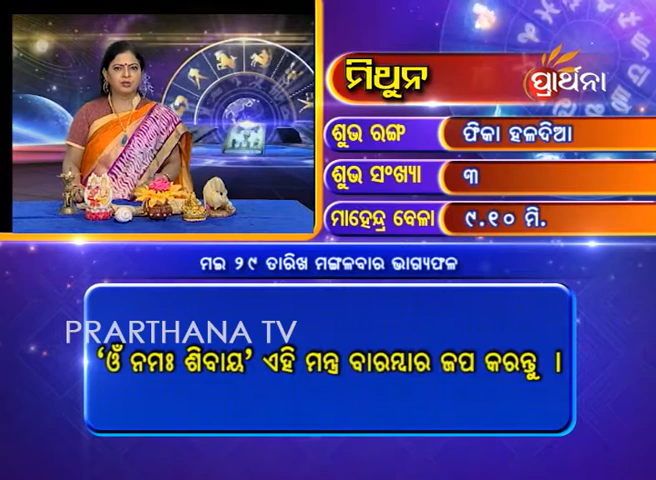 ମିଥୁନ
ପ୍ରାର୍ଥନା
ଶୁଭ ରଙ୍ଗ
ଫିକା ହଳଦିଆ
ଶୁଭ ସଂଖ୍ୟା
୩
ମାହେନ୍ଦ୍ର ବେଳା
୯.୧୦ ମି.
ମଇ ୨୯ ତାରିଖ ମଙ୍ଗଳବାର ଭାଗ୍ୟଫଳ
PRARTHANA TV
‘ଓଁ ନମଃ ଶିବାୟ’ ଏହି ମନ୍ତ୍ର ବାରମ୍ବାର ଜପ କରନ୍ତୁ ।